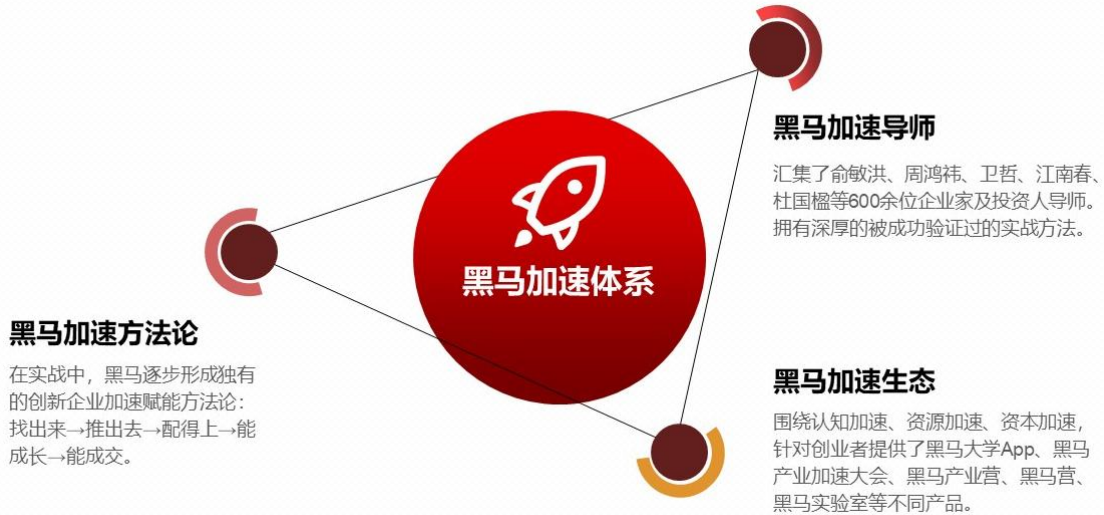 黑马加速体系
黑马加速方法论
在实战中，黑马逐步形成独有
的创新企业加速赋能方法论：
找出来→推出去→配得上→能
成长→能成交。
黑马加速导师
汇集了俞敏洪、周鸿祎、卫哲、江南春、
杜国楹等600余位企业家及投资人导师。
拥有深厚的被成功验证过的实战方法。
黑马加速生态
围绕认知加速、资源加速、资本加速，
针对创业者提供了黑马大学App、黑马
产业加速大会、黑马产业营、黑马营、
黑马实验室等不同产品。